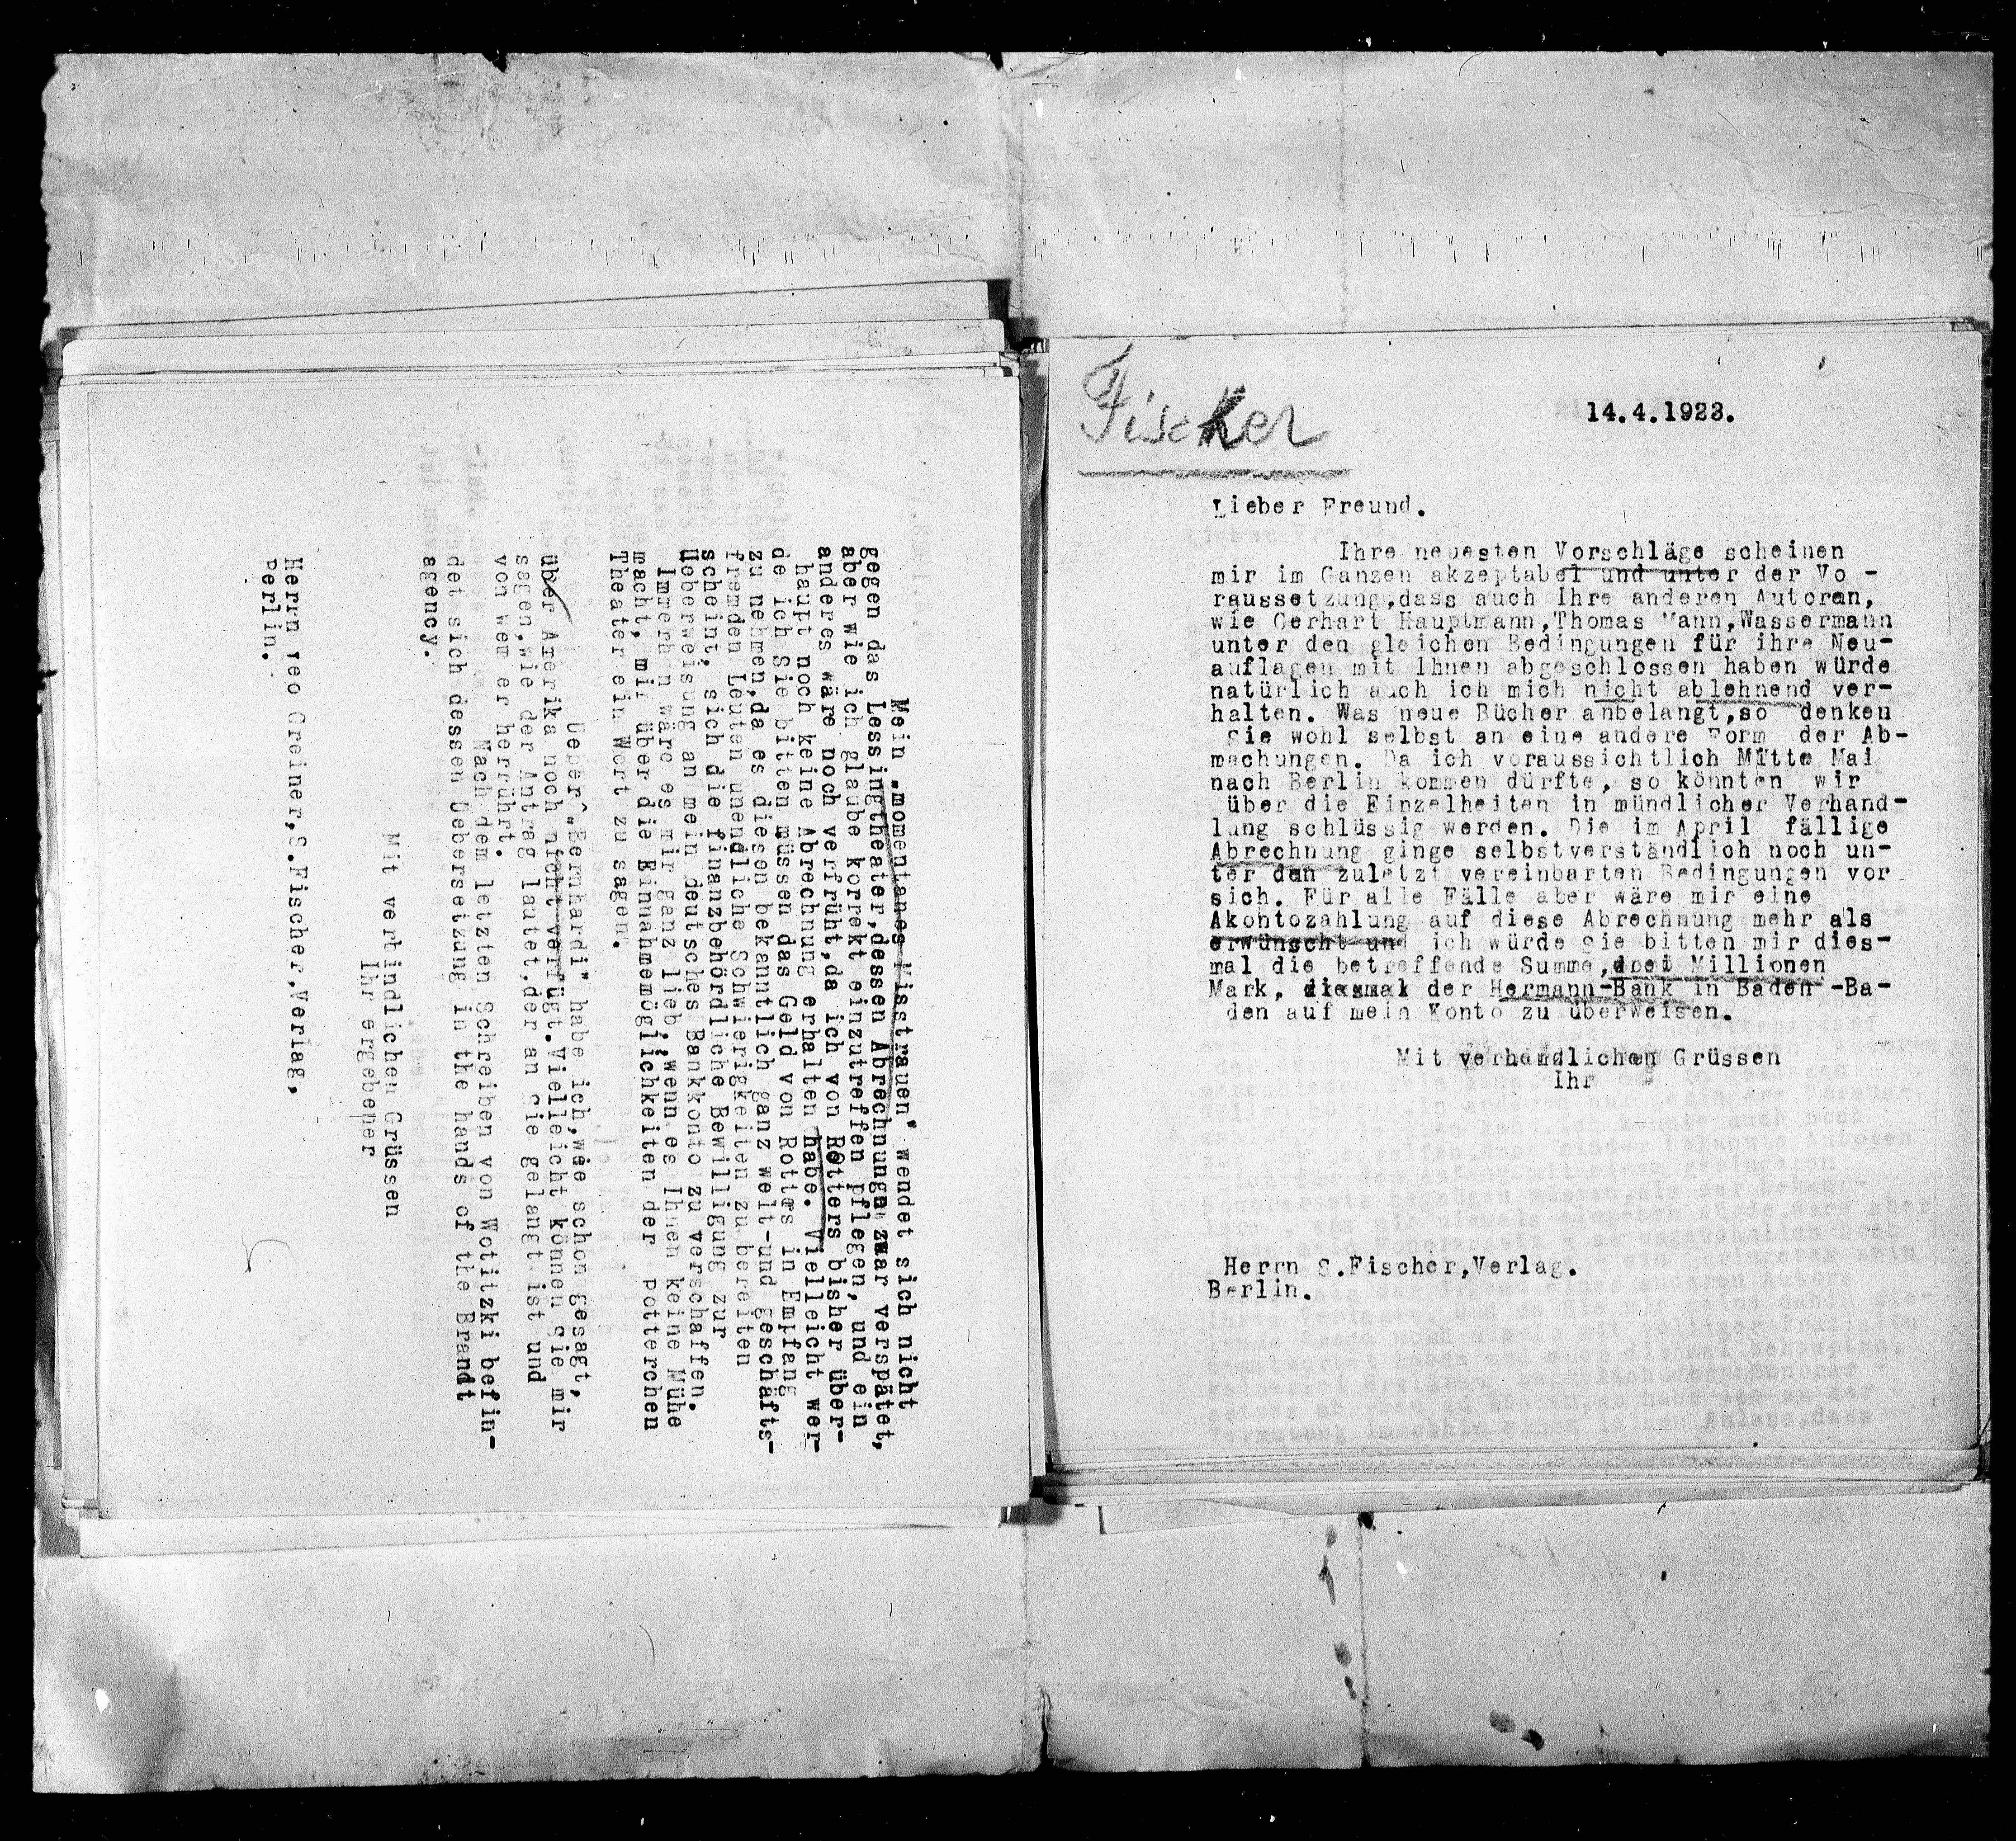 Mein „momentanes Misstrauen" wendet sich nicht
gegen das Lessingtheater, dessen Abrechnungen zwar verspätet,
aber wie ich glaube korrekt einzutreffen pflegen, und ein
anderes wäre noch verfrüht, da ich von Rotters bisher über-
haupt noch keine Abrechnung erhalten habe. Vielleicht wer-
de ich Sie bitten müssen das Geld von Rotters in Empfang
zu nehmen, da es diesen bekanntlich ganz welt- und geschäfts-
fremden Leuten unendliche Schwierigkeiten zu bereiten
scheint, sich die finanzbehördliche Bewilligung zur
Ueberweisung an mein deutsches Bankkonto zu verschaffen.
Immerhin wäre es mir ganz lieb, wenn es Ihnen keine Mühe
macht, mir über die Einnahmemöglichkeiten der Rotterchen
Theater ein Wort zu sagen.
Ueber „Bernhardi" habe ich, wie schon gesagt,
über Amerika noch nicht verfügt. Vielleicht können Sie mir
sagen, wie der Antrag lautet, der an Sie gelangt ist und
von wem er herrührt.
Nach dem letzten Schreiben von Wotitzki befin-
det sich dessen Uebersetzung in the hands of the Brandt
agency.
Mit verbindlichen Grüssen
Ihr ergebener
Herrn Leo Greiner, S. Fischer, Verlag,
Berlin.
Fischer
14.4.1923.
Lieber Freund.
Ihre neuesten Vorschläge scheinen
mir im Ganzen akzeptabel und unter der Vo -
raussetzung, dass auch Ihre anderen Autoren,
wie Gerhart Hauptmann, Thomas Mann, Wassermann
unter den gleichen Bedingungen für ihre Neu-
auflagen mit Ihnen abgeschlossen haben würde
natürlich auch ich mich nicht ablehnend ver-
halten. Was neue Bücher anbelangt, so denken
Sie wohl selbst an eine andere Form der Ab-
machungen. Da ich voraussichtlich Mitte Mai
nach Berlin kommen dürfte, so könnten wir
über die Einzelheiten in mündlicher Verhand-
lung schlüssig werden. Die im April fällige
Abrechnung ginge selbstverständlich noch un-
ter den zuletzt vereinbarten Bedingungen vor
sich. Für alle Fälle aber wäre mir eine
Akontozahlung auf diese Abrechnung mehr als
erwünscht und ich würde Sie bitten mir dies-
mal die betreffende Summe, drei Millionen
Mark, diesmal der Hermann-Bank in Baden -Ba-
den auf mein Konto zu überweisen.
Mit verbindlichen Grüssen
Ihr
Herrn S. Fischer, Verlag.
Berlin.